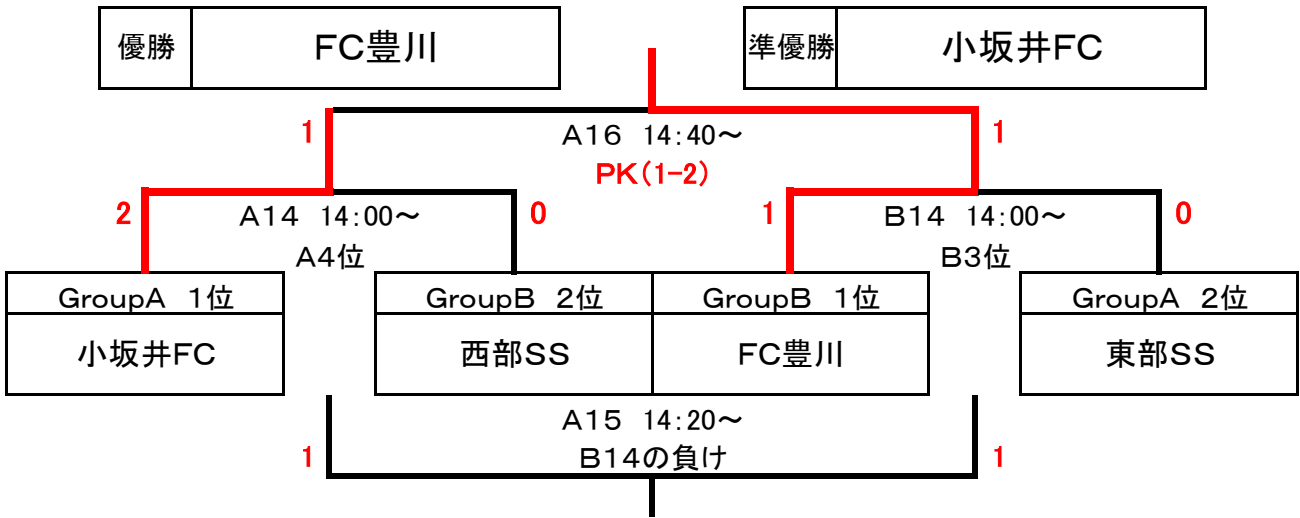 優勝 FC豊川
準優勝 小坂井FC
1 A16 14:40～ 1
PK(1-2)
2 A14 14:00～ 0
A4位
1 B14 14:00～ 0
B3位
GroupA 1位
小坂井FC
GroupB 2位
西部SS
GroupB 1位
FC豊川
GroupA 2位
東部SS
A15 14:20～
1 B14の負け 1